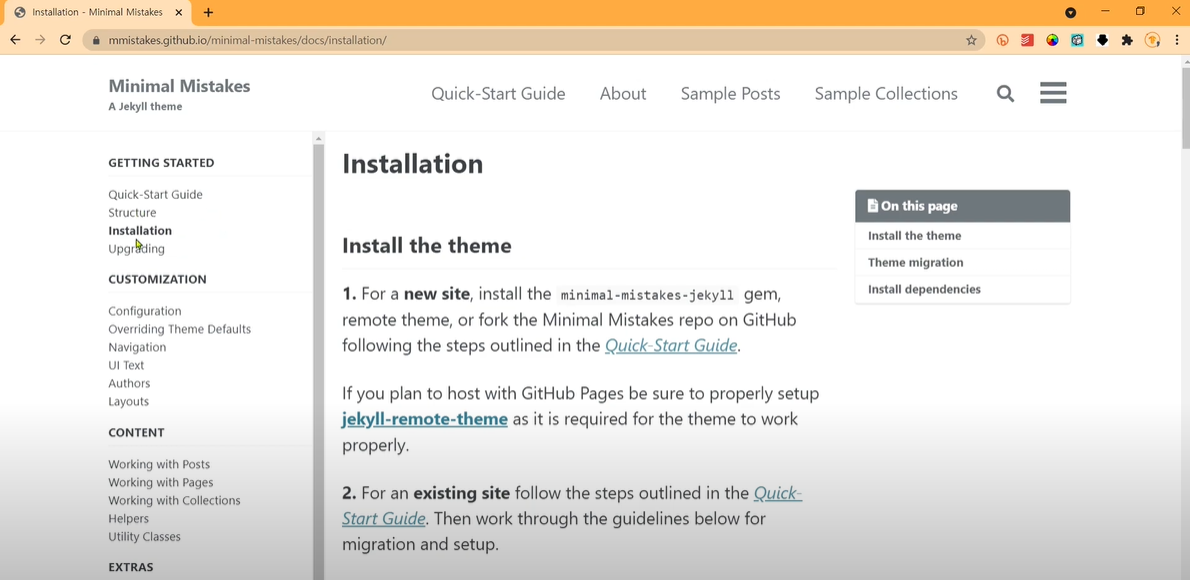 Installation - Minimal Mistakes
mmistakes.github.io/minimal-mistakes/docs/installation/
Minimal Mistakes
A Jekyll theme
Quick-Start Guide
About
Sample Posts
Sample Collections
GETTING STARTED
Quick-Start Guide
Structure
Installation
Upgrading
CUSTOMIZATION
Configuration
Overriding Theme Defaults
Navigation
UI Text
Authors
Layouts
CONTENT
Working with Posts
Working with Pages
Working with Collections
Helpers
Utility Classes
EXTRAS
Installation
Install the theme
1. For a new site, install the minimal-mistakes-jekyll gem,
remote theme, or fork the Minimal Mistakes repo on GitHub
following the steps outlined in the Quick-Start Guide.
If you plan to host with GitHub Pages be sure to properly setup
jekyll-remote-theme as it is required for the theme to work
properly.
2. For an existing site follow the steps outlined in the Quick-
Start Guide. Then work through the guidelines below for
migration and setup.
On this page
Install the theme
Theme migration
Install dependencies